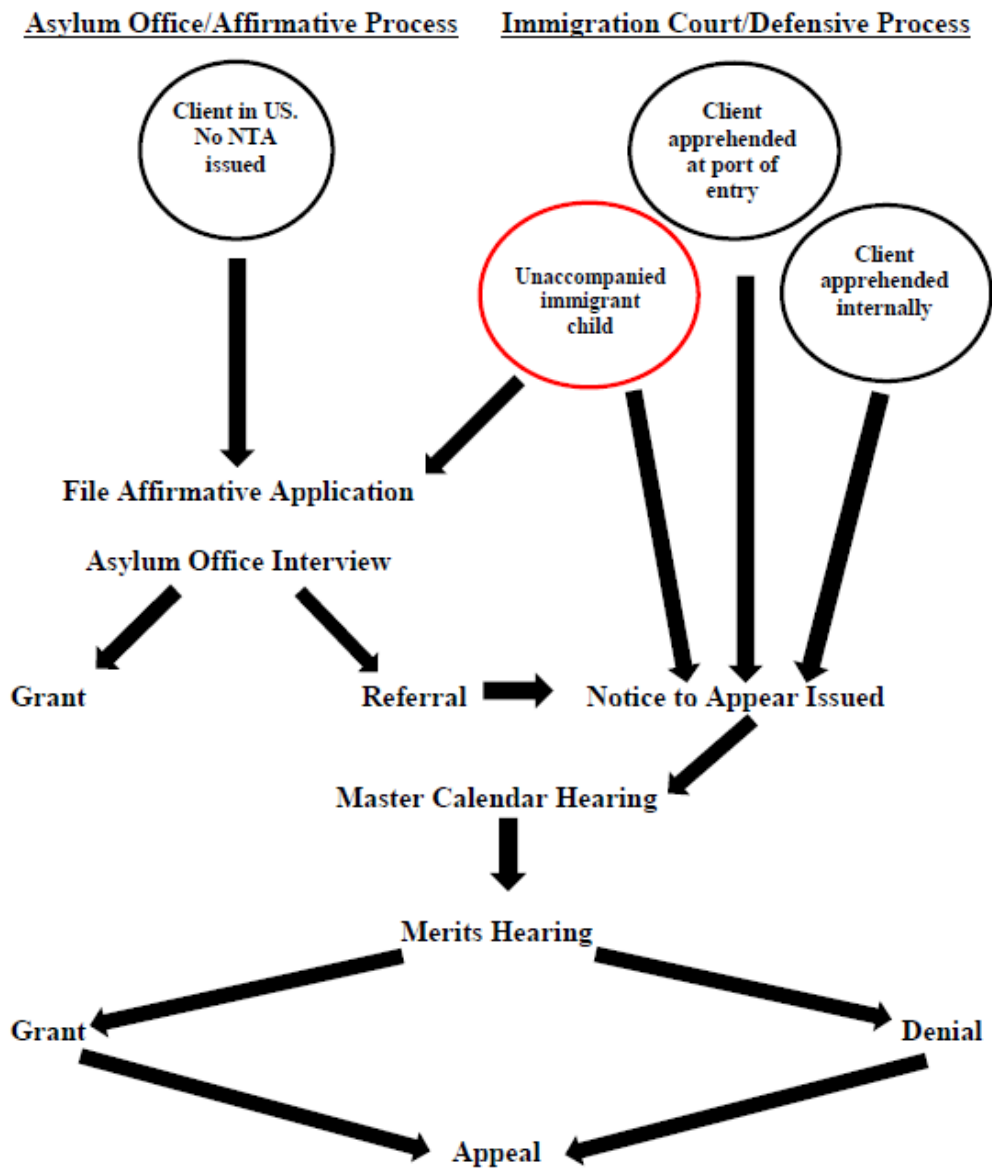 Asylum Office/Affirmative Process
Immigration Court/Defensive Process
Client in US.
No NTA
issued
Client
apprehended
at port of
entry
Unaccompanied
immigrant
child
Client
apprehended
internally
File Affirmative Application
Asylum Office Interview
Grant
Referral
Notice to Appear Issued
Master Calendar Hearing
Merits Hearing
Grant
Denial
Appeal